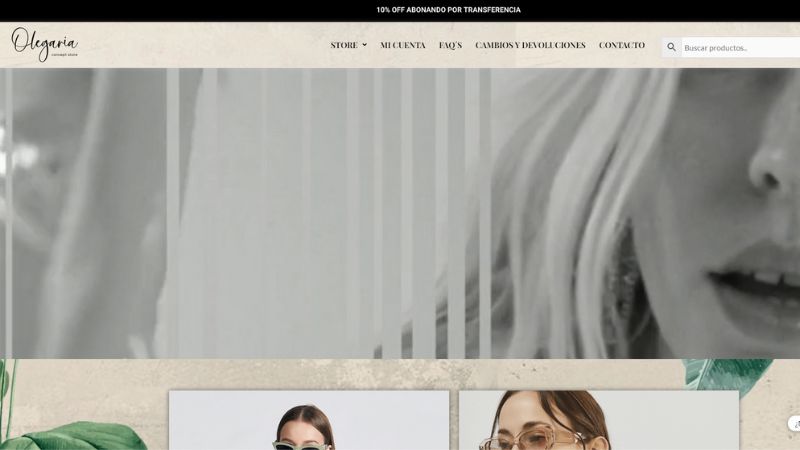 10% OFF ABONANDO POR TRANSFERENCIA
Olegaria
concept store
STORE
MI CUENTA
FAQ'S
CAMBIOS Y DEVOLUCIONES
CONTACTO
Buscar productos..